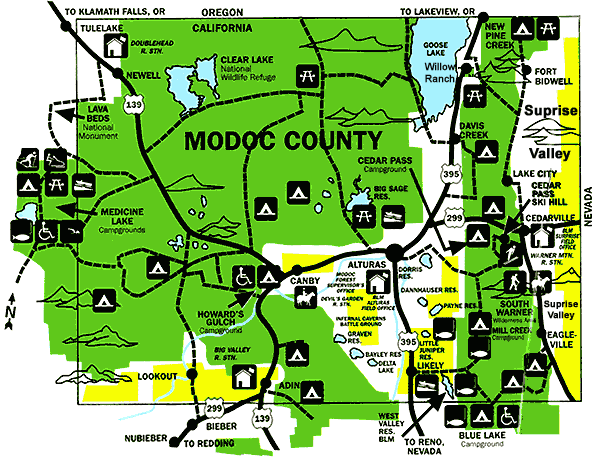 TO KLAMATH FALLS, OR
OREGON
CALIFORNIA
TO LAKEVIEW, OR
TULELAKE
DOUBLEHEAD
R. STN.
NEWELL
CLEAR LAKE
National
Wildlife Refuge
GOOSE
LAKE
Willow
Ranch
NEW
PINE
CREEK
FORT
BIDWELL
139
LAVA
BEDS
National
Monument
MODOC COUNTY
DAVIS
CREEK
Suprise
Valley
CEDAR PASS
Campground
395
LAKE CITY
CEDAR
PASS
SKI HILL
BIG SAGE
RES.
299
CEDARVILLE
NEVADA
MEDICINE
LAKE
Campgrounds
BLM
SURPRISE
FIELD
OFFICE
WARNER MTN.
R. STN.
ALTURAS
DORRIS
RES.
CANBY
MODOC
FOREST
SUPERVISOR'S
OFFICE
DEVIL'S GARDEN
R. STN.
BLM
ALTURAS
FIELD OFFICE
DANNHAUSER RES.
PAYNE RES.
SOUTH
WARNER
Wilderness Area
Suprise
Valley
N
HOWARD'S
GULCH
Campground
INFERNAL CAVERNS
BATTLE GROUND
GRAVEN
RES.
395
LITTLE
JUNIPER
RES.
MILL CREEK
Campground
EAGLE-
VILLE
BIG VALLEY
R. STN.
BAYLEY RES.
DELTA
LAKE
LIKELY
LOOKOUT
ADIN
299
BIEBER
139
NUBIEBER
TO REDDING
WEST
VALLEY
RES.
BLM
TO RENO,
NEVADA
BLUE LAKE
Campground